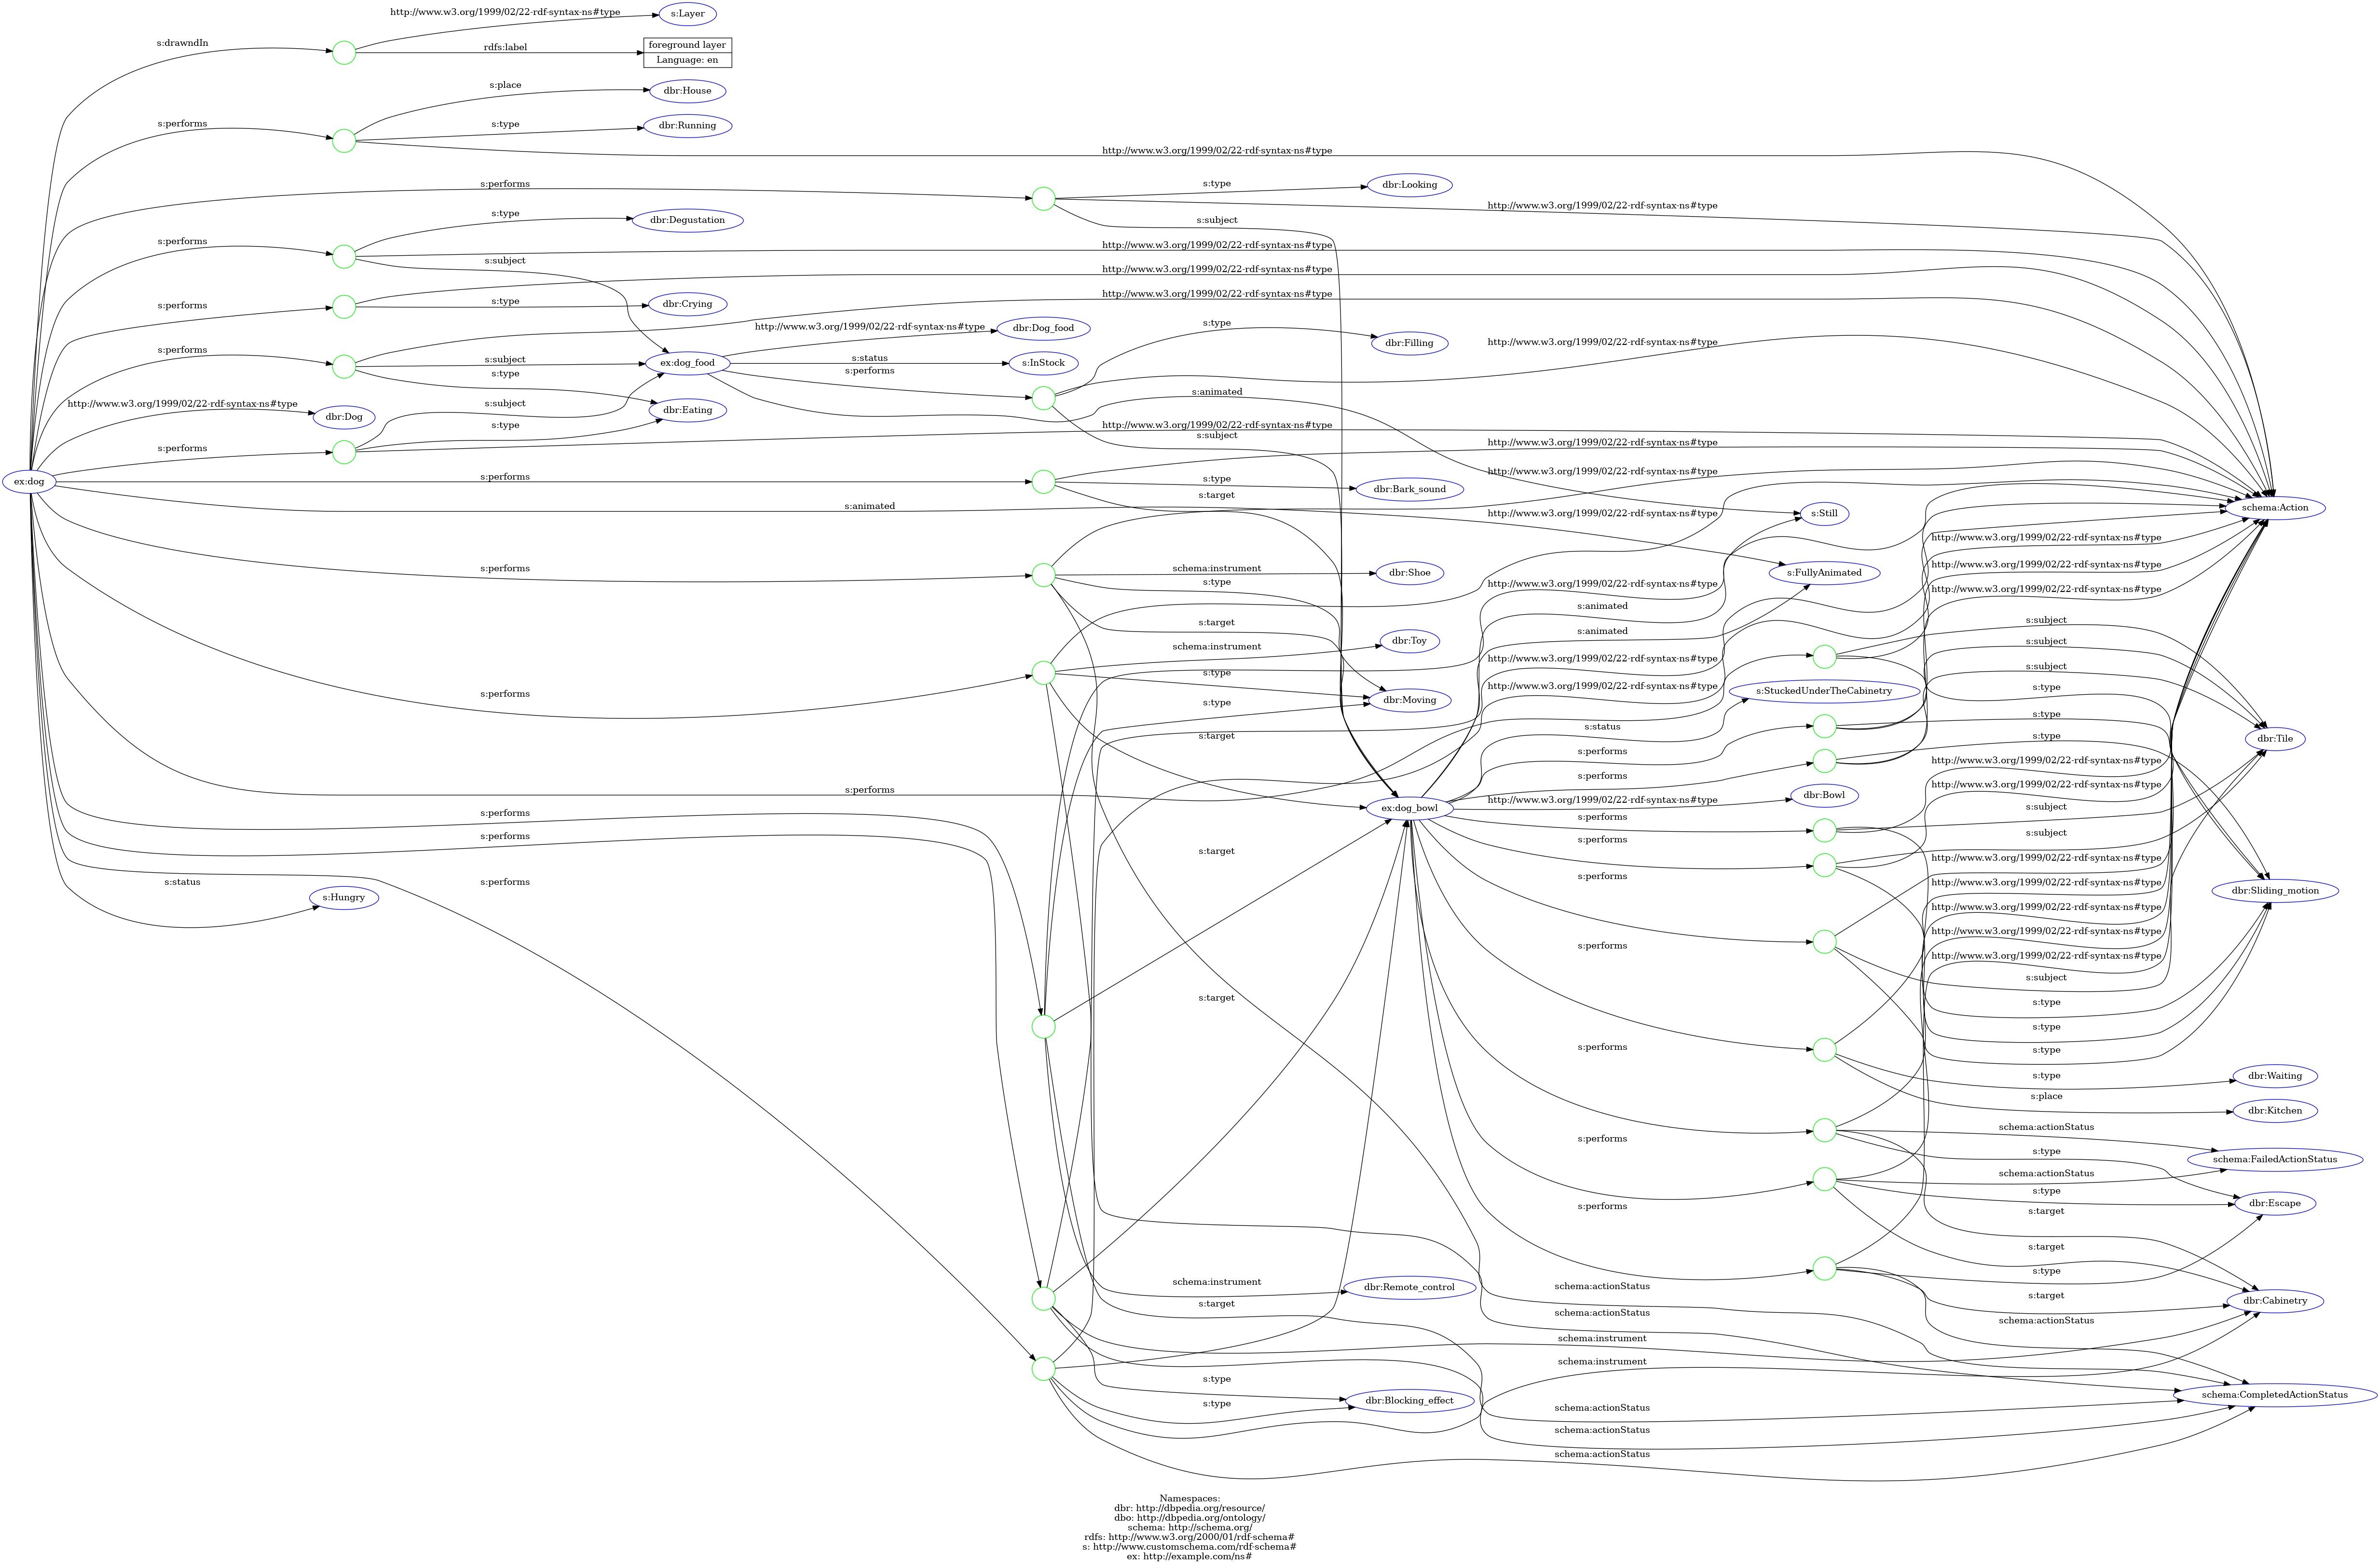 http://www.w3.org/1999/02/22-rdf-syntax-ns#type
s:Layer
s:drawndIn
rdfs:label
foreground layer
Language: en
s:place
dbr:House
s:performs
s:type
dbr:Running
http://www.w3.org/1999/02/22-rdf-syntax-ns#type
s:performs
s:type
dbr:Looking
http://www.w3.org/1999/02/22-rdf-syntax-ns#type
s:type
dbr:Degustation
s:subject
s:performs
http://www.w3.org/1999/02/22-rdf-syntax-ns#type
s:subject
http://www.w3.org/1999/02/22-rdf-syntax-ns#type
s:performs
s:type
dbr:Crying
http://www.w3.org/1999/02/22-rdf-syntax-ns#type
http://www.w3.org/1999/02/22-rdf-syntax-ns#type
dbr:Dog_food
s:type
dbr:Filling
http://www.w3.org/1999/02/22-rdf-syntax-ns#type
s:performs
s:subject
ex:dog_food
s:status
s:InStock
s:type
s:performs
s:animated
http://www.w3.org/1999/02/22-rdf-syntax-ns#type
dbr:Dog
s:subject
dbr:Eating
s:type
http://www.w3.org/1999/02/22-rdf-syntax-ns#type
s:subject
s:performs
http://www.w3.org/1999/02/22-rdf-syntax-ns#type
ex:dog
s:performs
s:type
dbr:Bark_sound
http://www.w3.org/1999/02/22-rdf-syntax-ns#type
s:target
s:animated
http://www.w3.org/1999/02/22-rdf-syntax-ns#type
s:Still
schema:Action
http://www.w3.org/1999/02/22-rdf-syntax-ns#type
s:performs
schema:instrument
dbr:Shoe
s:FullyAnimated
http://www.w3.org/1999/02/22-rdf-syntax-ns#type
s:type
http://www.w3.org/1999/02/22-rdf-syntax-ns#type
http://www.w3.org/1999/02/22-rdf-syntax-ns#type
s:animated
s:target
s:animated
s:subject
schema:instrument
dbr:Toy
s:subject
http://www.w3.org/1999/02/22-rdf-syntax-ns#type
s:subject
s:type
s:performs
dbr:Moving
http://www.w3.org/1999/02/22-rdf-syntax-ns#type
s:StuckedUnderTheCabinetry
s:type
s:type
s:status
s:type
s:target
s:type
dbr:Tile
s:performs
http://www.w3.org/1999/02/22-rdf-syntax-ns#type
s:performs
s:performs
http://www.w3.org/1999/02/22-rdf-syntax-ns#type
dbr:Bowl
http://www.w3.org/1999/02/22-rdf-syntax-ns#type
s:performs
ex:dog_bowl
s:performs
s:subject
s:performs
s:performs
s:subject
s:target
http://www.w3.org/1999/02/22-rdf-syntax-ns#type
s:status
s:performs
s:performs
http://www.w3.org/1999/02/22-rdf-syntax-ns#type
dbr:Sliding_motion
s:Hungry
http://www.w3.org/1999/02/22-rdf-syntax-ns#type
http://www.w3.org/1999/02/22-rdf-syntax-ns#type
s:performs
http://www.w3.org/1999/02/22-rdf-syntax-ns#type
s:subject
s:target
s:type
s:type
s:performs
s:type
s:type
dbr:Waiting
s:place
dbr:Kitchen
s:performs
schema:actionStatus
s:type
schema:FailedActionStatus
schema:actionStatus
s:type
s:performs
dbr:Escape
s:target
s:target
s:type
schema:instrument
dbr:Remote_control
schema:actionStatus
s:target
dbr:Cabinetry
s:target
schema:actionStatus
schema:actionStatus
schema:instrument
schema:instrument
s:type
schema:CompletedActionStatus
s:type
dbr:Blocking_effect
schema:actionStatus
schema:actionStatus
schema:actionStatus
Namespaces:
dbr: http://dbpedia.org/resource/
dbo: http://dbpedia.org/ontology/
schema: http://schema.org/
rdfs: http://www.w3.org/2000/01/rdf-schema#
s: http://www.customschema.com/rdf-schema#
ex: http://example.com/ns#